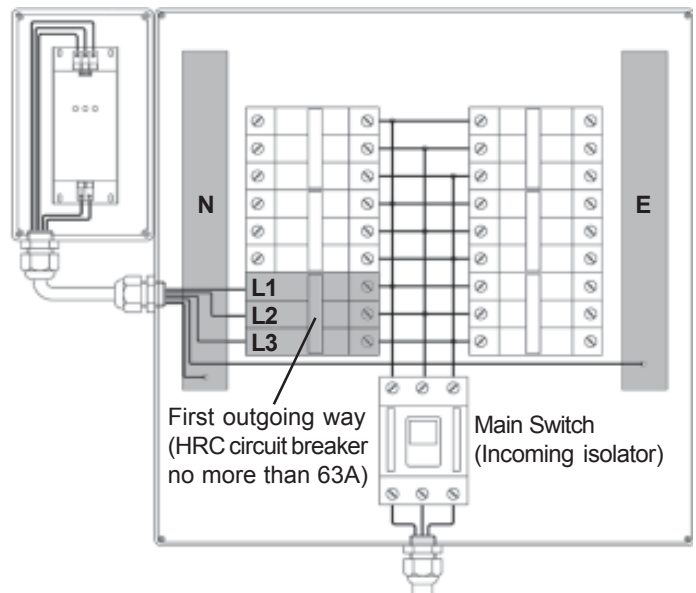 N
E
L1
L2
L3
First outgoing way
(HRC circuit breaker
no more than 63A)
Main Switch
(Incoming isolator)